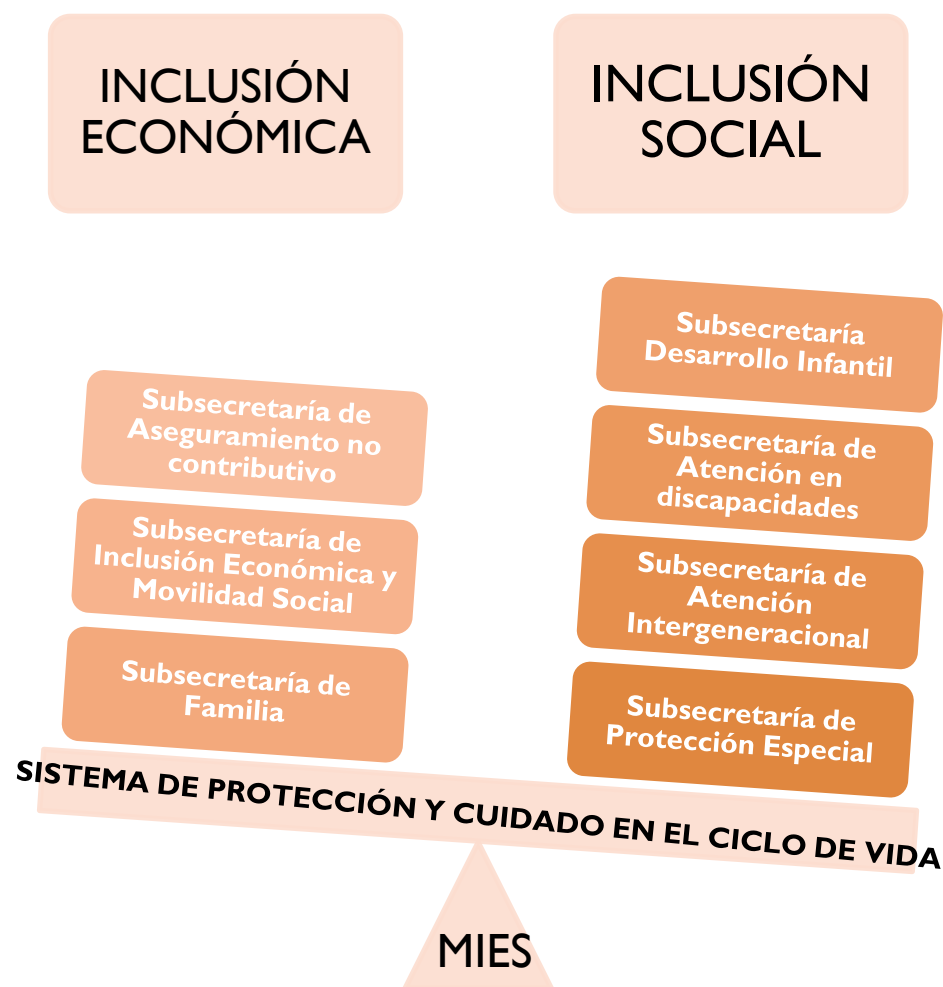 INCLUSIÓN
ECONÓMICA
INCLUSIÓN
SOCIAL
Subsecretaría de
Aseguramiento no
contributivo
Subsecretaría de
Inclusión Económica y
Movilidad Social
Subsecretaría de
Familia
Subsecretaría
Desarrollo Infantil
Subsecretaría de
Atención en
discapacidades
Subsecretaría de
Atención
Intergeneracional
Subsecretaría de
Protección Especial
SISTEMA DE PROTECCIÓN Y CUIDADO EN EL CICLO DE VIDA
MIES